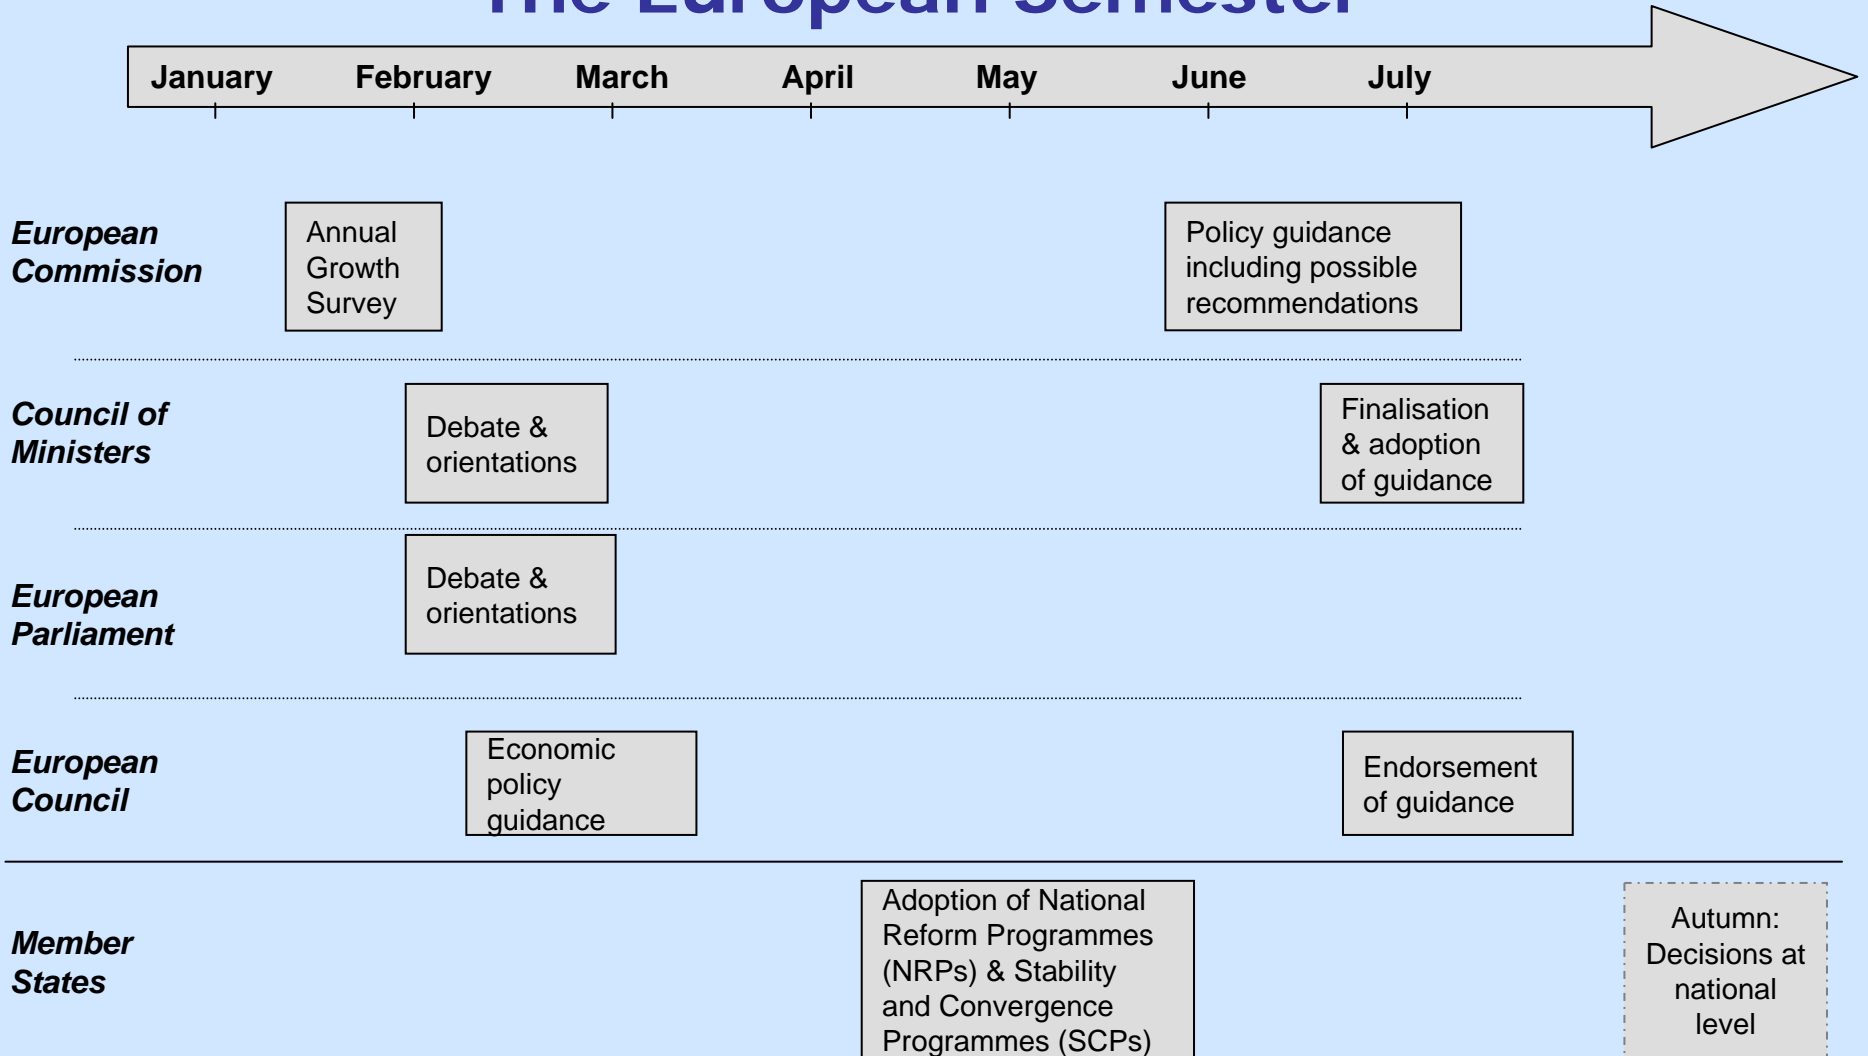 The European Semester
January February March April May June July
European
Commission
Annual
Growth
Survey
Policy guidance
including possible
recommendations
Council of
Ministers
Debate &
orientations
Finalisation
& adoption
of guidance
European
Parliament
Debate &
orientations
European
Council
Economic
policy
guidance
Endorsement
of guidance
Member
States
Adoption of National
Reform Programmes
(NRPs) & Stability
and Convergence
Programmes (SCPs)
Autumn:
Decisions at
national
level